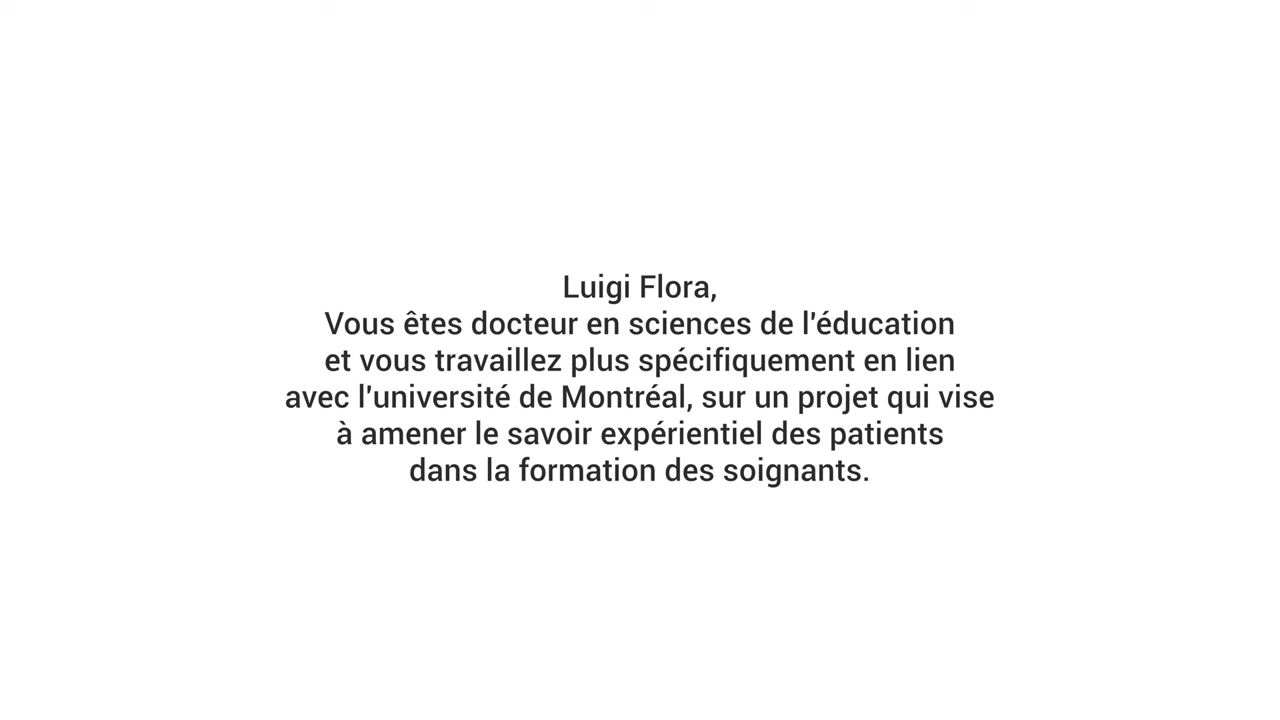 Luigi Flora,
Vous êtes docteur en sciences de l'éducation
et vous travaillez plus spécifiquement en lien
avec l'université de Montréal, sur un projet qui vise
à amener le savoir expérientiel des patients
dans la formation des soignants.